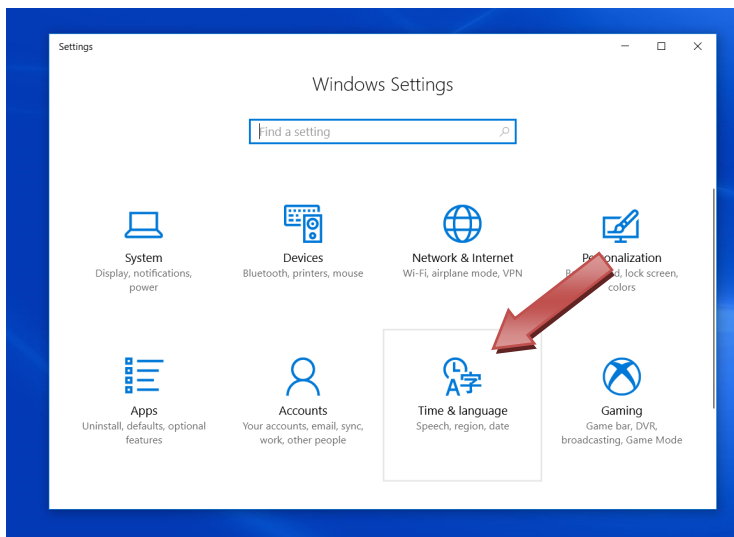 Settings
Windows Settings
Find a setting
System
Display, notifications,
power
Devices
Bluetooth, printers, mouse
Network & Internet
Wi-Fi, airplane mode, VPN
Personalization
lock screen,
colors
Apps
Uninstall, defaults, optional
features
Accounts
Your accounts, email, sync,
work, other people
A字
Time & language
Speech, region, date
Gaming
Game bar, DVR,
broadcasting, Game Mode